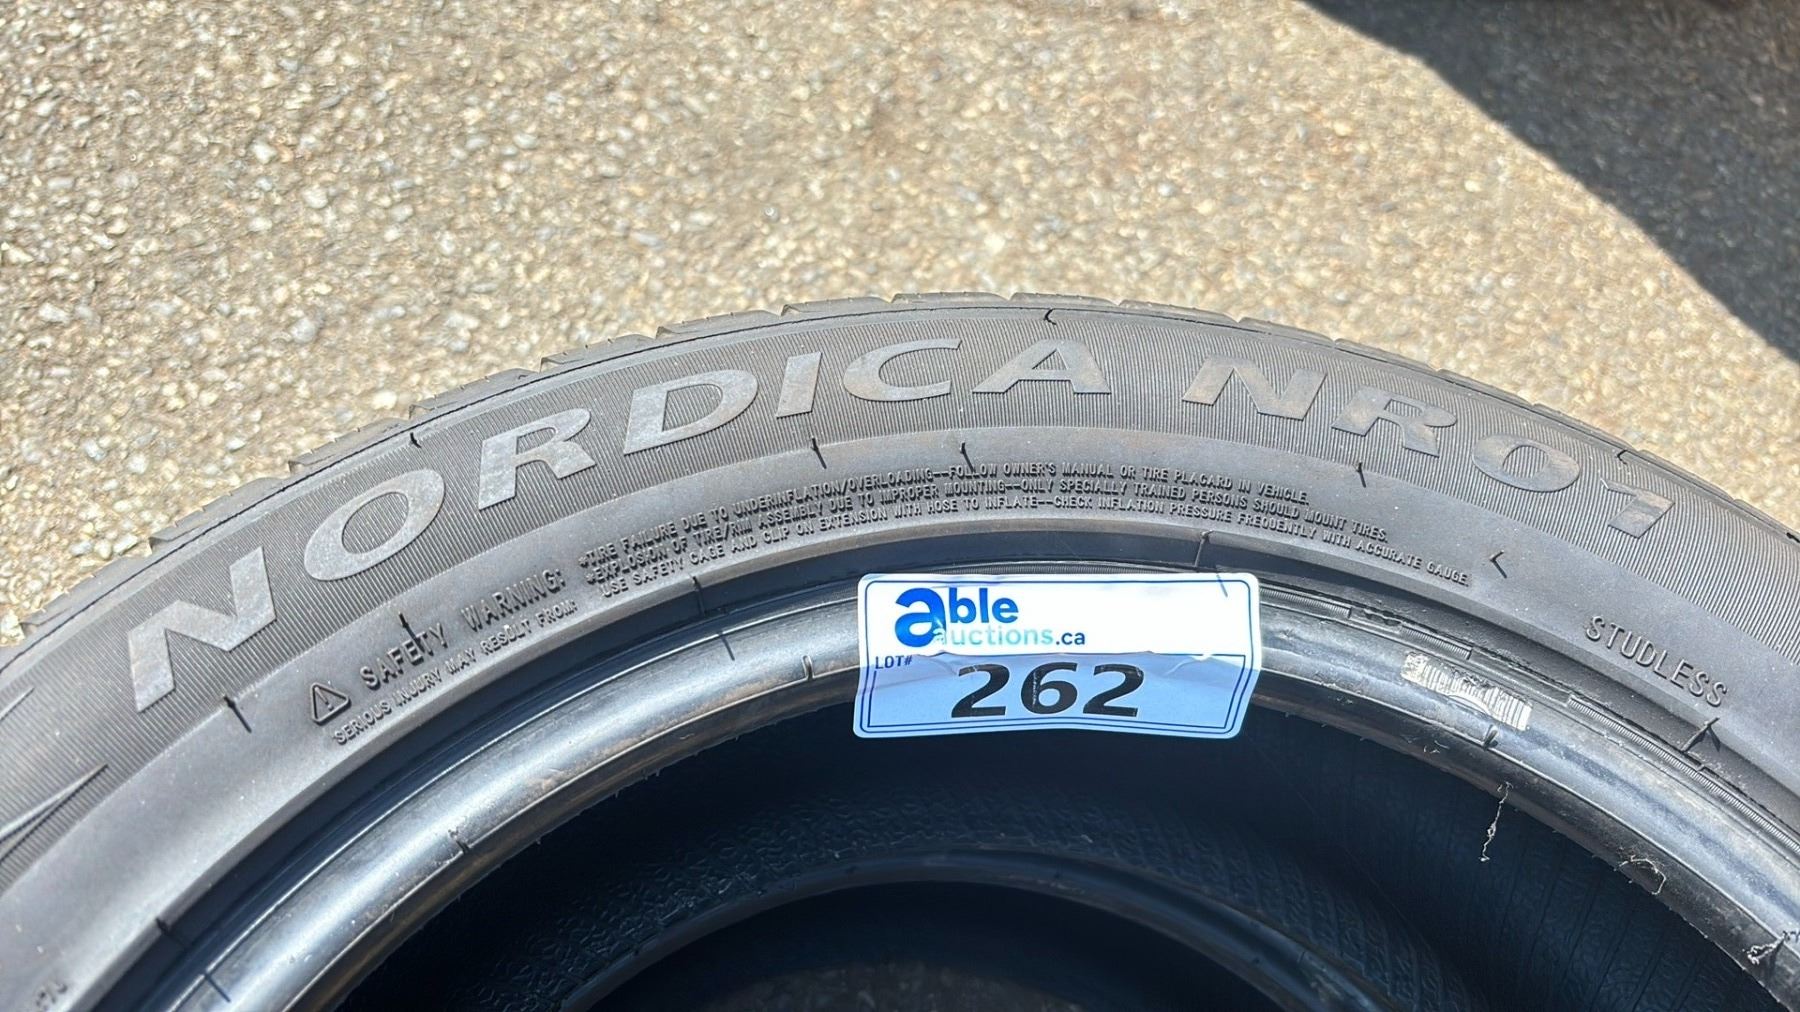 NORDICA NR01
SAFETY WARNING:
SERIOUS INJURY MAY RESULT FROM:
*TIRE FAILURE DUE TO UNDERINFLATION/OVERLOADING—FOLLOW OWNER'S MANUAL OR TIRE PLACARD IN VEHICLE.
*EXPLOSION OF TIRE/RIM ASSEMBLY DUE TO IMPROPER MOUNTING—ONLY SPECIALLY TRAINED PERSONS SHOULD MOUNT TIRES.
USE SAFETY CAGE AND CLIP ON EXTENSION WITH HOSE TO INFLATE—CHECK INFLATION PRESSURE FREQUENTLY WITH ACCURATE GAUGE.
able
auctions.ca
LOT# 262
STUDLESS